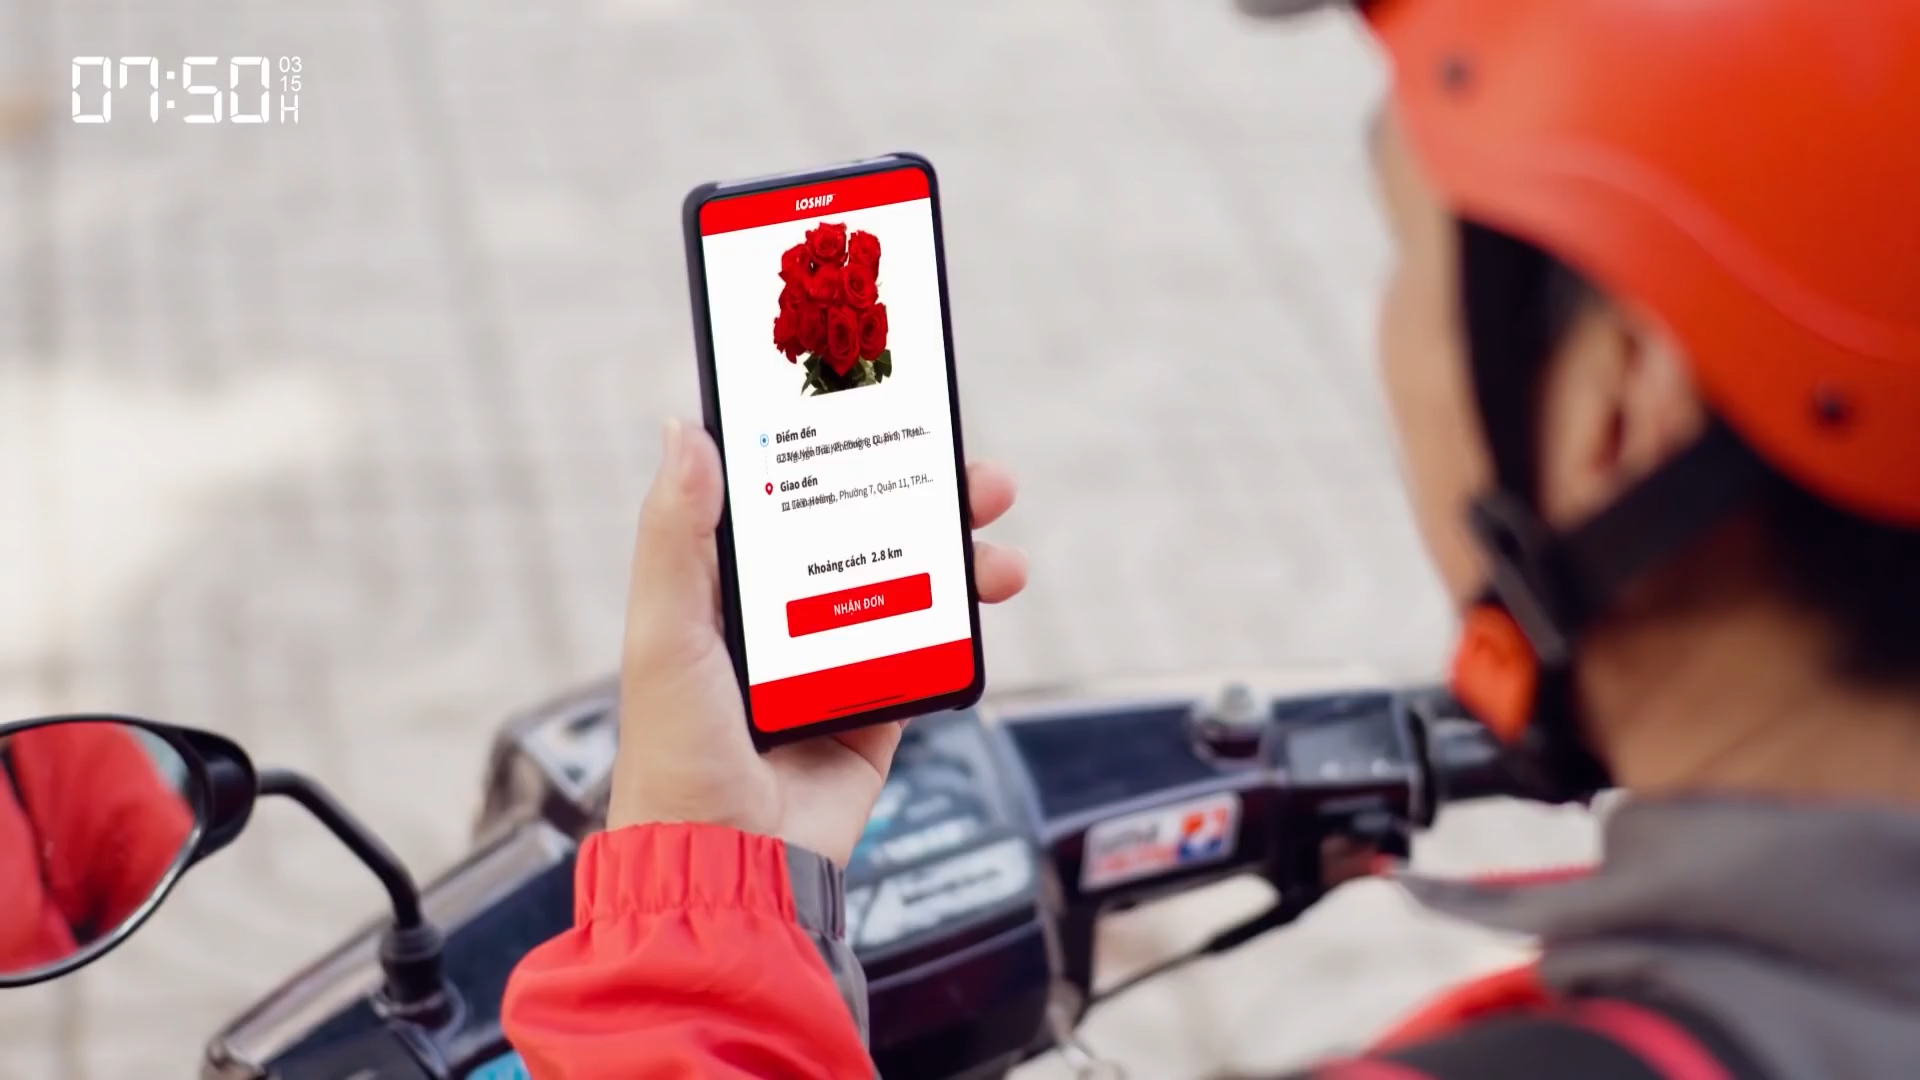 07:50
03
15
H
LOSHIP
Điểm đến
Giao đến
Phường 7, Quận 11, TP.H...
Khoảng cách 2.8 km
NHẬN ĐƠN